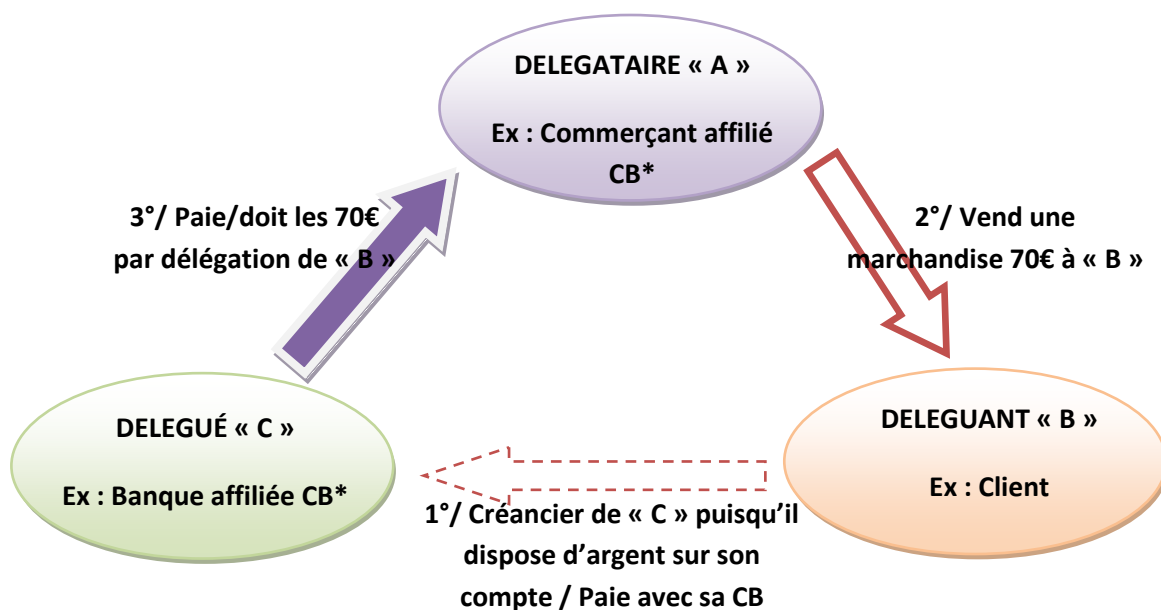 DELEGATAIRE « A »
Ex : Commerçant affilié
CB*
3°/ Paie/doit les 70€
par délégation de « B »
2°/ Vend une
marchandise 70€ à « B »
DELEGUÉ « C »
Ex : Banque affiliée CB*
DELEGUANT « B »
Ex : Client
1°/ Créancier de « C » puisqu’il
dispose d’argent sur son
compte / Paie avec sa CB